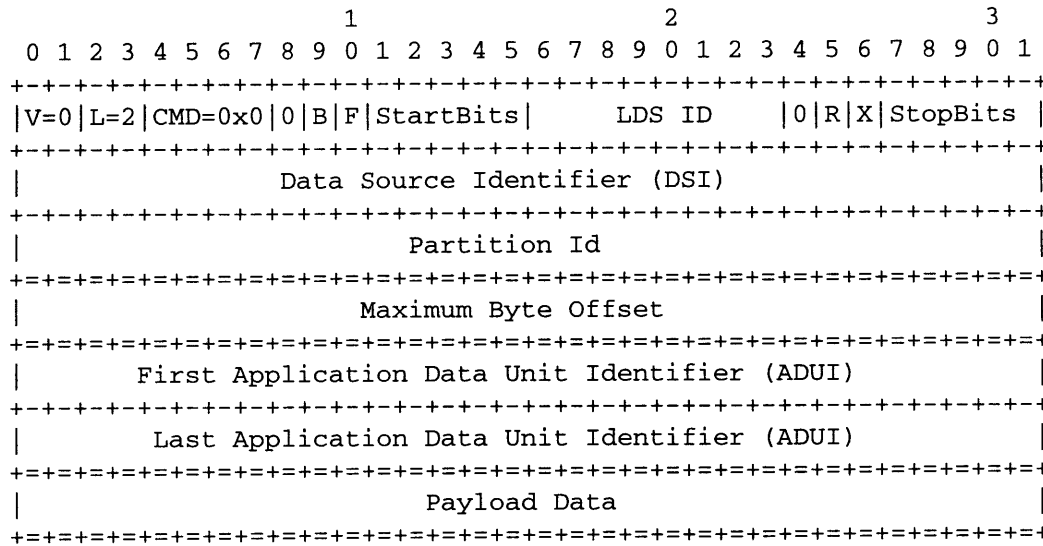 1                   2                   3
 0 1 2 3 4 5 6 7 8 9 0 1 2 3 4 5 6 7 8 9 0 1 2 3 4 5 6 7 8 9 0 1
+-+-+-+-+-+-+-+-+-+-+-+-+-+-+-+-+-+-+-+-+-+-+-+-+-+-+-+-+-+-+-+-+
|V=0|L=2|CMD=0x0|0|B|F|StartBits|     LDS ID    |0|R|X|StopBits |
+-+-+-+-+-+-+-+-+-+-+-+-+-+-+-+-+-+-+-+-+-+-+-+-+-+-+-+-+-+-+-+-+
|                Data Source Identifier (DSI)                   |
+-+-+-+-+-+-+-+-+-+-+-+-+-+-+-+-+-+-+-+-+-+-+-+-+-+-+-+-+-+-+-+-+
|                        Partition Id                           |
+=+=+=+=+=+=+=+=+=+=+=+=+=+=+=+=+=+=+=+=+=+=+=+=+=+=+=+=+=+=+=+=+
|                     Maximum Byte Offset                       |
+=+=+=+=+=+=+=+=+=+=+=+=+=+=+=+=+=+=+=+=+=+=+=+=+=+=+=+=+=+=+=+=+
|       First Application Data Unit Identifier (ADUI)           |
+-+-+-+-+-+-+-+-+-+-+-+-+-+-+-+-+-+-+-+-+-+-+-+-+-+-+-+-+-+-+-+-+
|        Last Application Data Unit Identifier (ADUI)           |
+=+=+=+=+=+=+=+=+=+=+=+=+=+=+=+=+=+=+=+=+=+=+=+=+=+=+=+=+=+=+=+=+
|                         Payload Data                          |
+=+=+=+=+=+=+=+=+=+=+=+=+=+=+=+=+=+=+=+=+=+=+=+=+=+=+=+=+=+=+=+=+